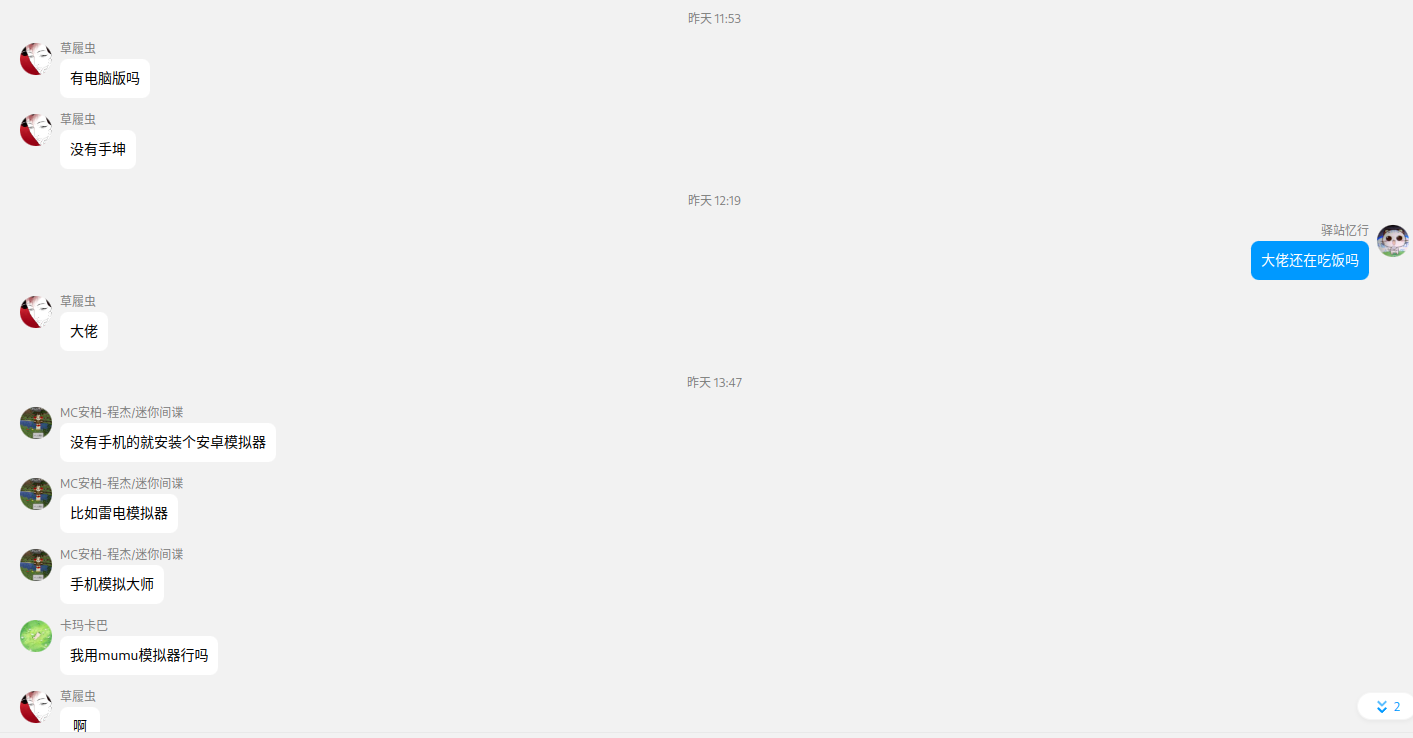 昨天 11:53
草履虫
有电脑版吗
草履虫
没有手坤
昨天 12:19
驿站忆行
大佬还在吃饭吗
草履虫
大佬
昨天 13:47
MC安柏-程杰/迷你间谍
没有手机的就安装个安卓模拟器
MC安柏-程杰/迷你间谍
比如雷电模拟器
MC安柏-程杰/迷你间谍
手机模拟大师
卡玛卡巴
我用mumu模拟器行吗
草履虫
啊
2